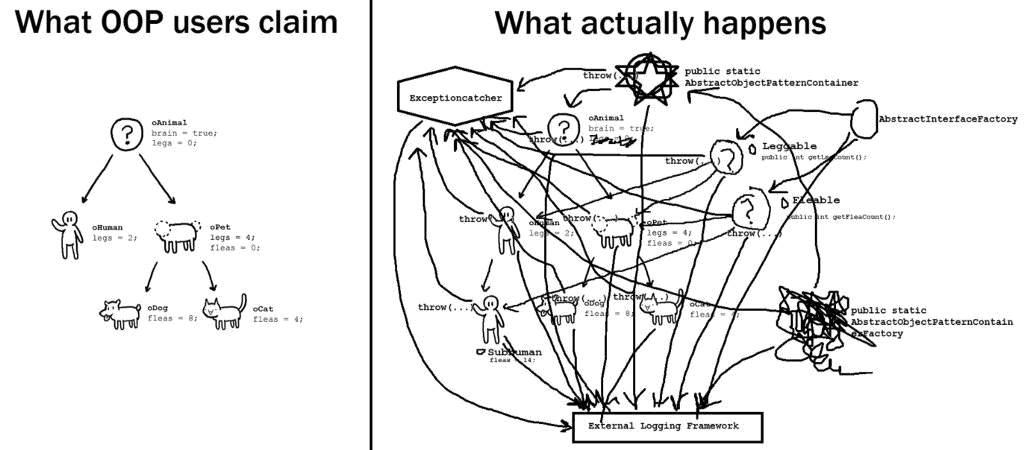 What OOP users claim
oAnimal
brain = true;
legs = 0;
?
oHuman
legs = 2;
oPet
legs = 4;
fleas = 0;
oDog
fleas = 8;
oCat
fleas = 4;
What actually happens
Exceptioncatcher
throw(...)
public static
AbstractObjectPatternContainer
oAnimal
brain = true;
?
throw(...)
AbstractInterfaceFactory
Leggable
public int getLegCount();
?
throw(...)
Fleable
public int getFleaCount();
?
throw(...)
throw(...)
oHuman
legs = 2;
throw(...)
oPet
legs = 4;
fleas = 0;
throw(...)
SubHuman
fleas = 14;
throw(...)
oDog
fleas = 8;
throw(...)
oCat
fleas = 4;
public static
AbstractObjectPatternContain
erFactory
External Logging Framework